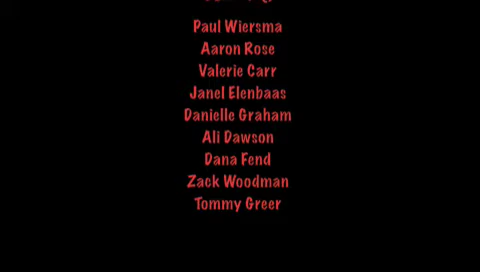 Paul Wiersma
Aaron Rose
Valerie Carr
Janel Elenbaas
Danielle Graham
Ali Dawson
Dana Fend
Zack Woodman
Tommy Greer